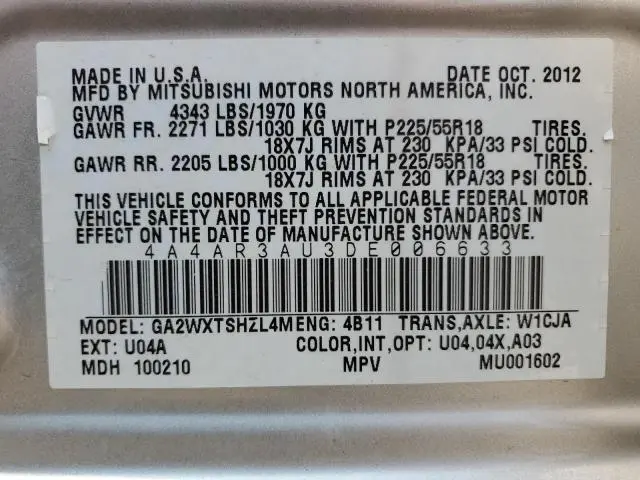 MADE IN U.S.A. DATE OCT. 2012
MFD BY MITSUBISHI MOTORS NORTH AMERICA, INC.
GVWR 4343 LBS/1970 KG
GAWR FR. 2271 LBS/1030 KG WITH P225/55R18 TIRES.
18X7J RIMS AT 230 KPA/33 PSI COLD.
GAWR RR. 2205 LBS/1000 KG WITH P225/55R18 TIRES.
18X7J RIMS AT 230 KPA/33 PSI COLD.
THIS VEHICLE CONFORMS TO ALL APPLICABLE FEDERAL MOTOR
VEHICLE SAFETY AND THEFT PREVENTION STANDARDS IN
EFFECT ON THE DATE OF MANUFACTURE SHOWN ABOVE.
4A4AR3AU3DE006633
MODEL: GA2WXTSHZL4M ENG: 4B11 TRANS,AXLE: W1CJA
EXT: U04A COLOR,INT,OPT: U04,04X,A03
MDH 100210 MPV MU001602